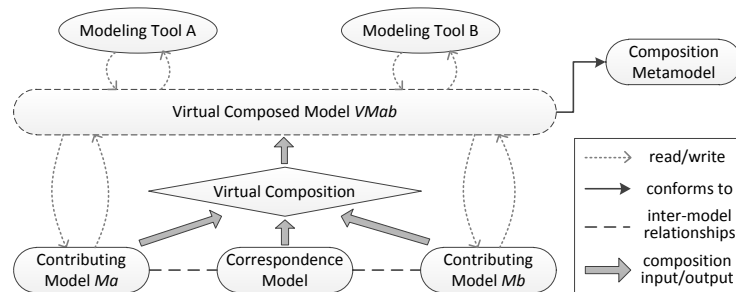 Modeling Tool A
Modeling Tool B
Composition
Metamodel
Virtual Composed Model VMab
Virtual Composition
Contributing
Model Ma
Correspondence
Model
Contributing
Model Mb
read/write
conforms to
inter-model
relationships
composition
input/output